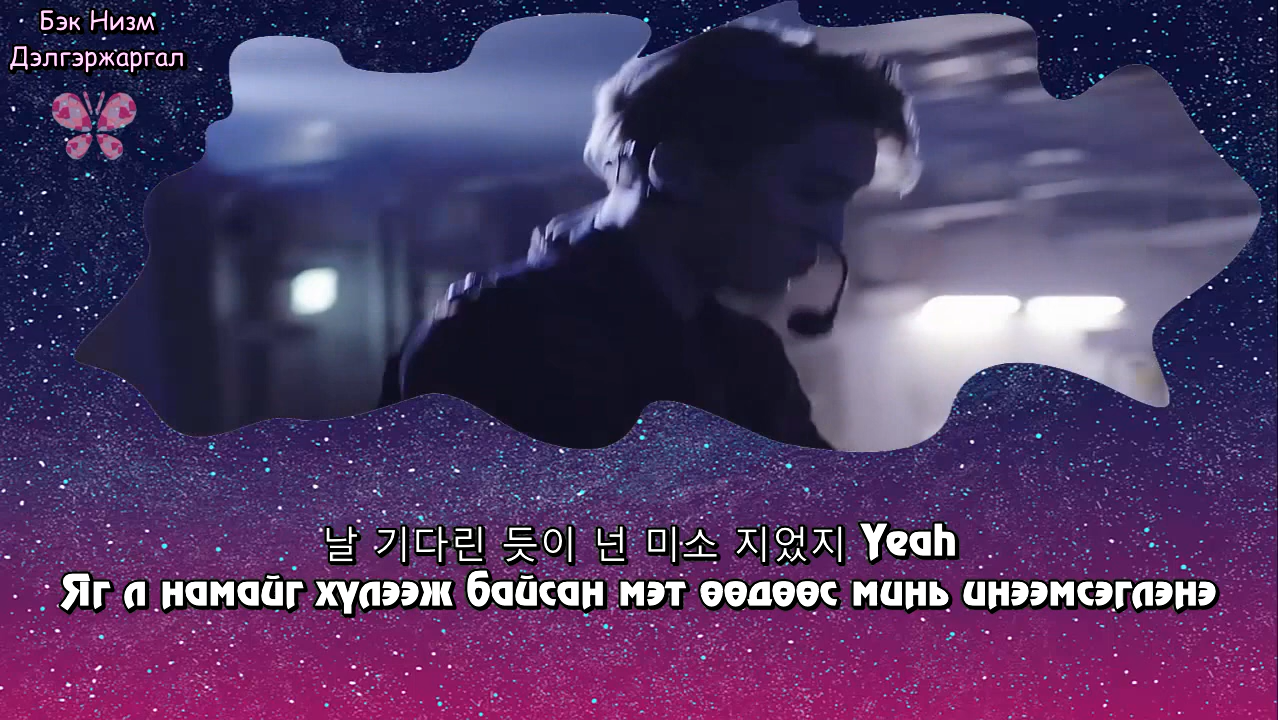 Бэк Низм
Дэлгэржаргал
날 기다린 듯이 넌 미소 지었지 Yeah
Яг л намайг хүлээж байсан мэт өөдөөс минь инээмсэглэнэ